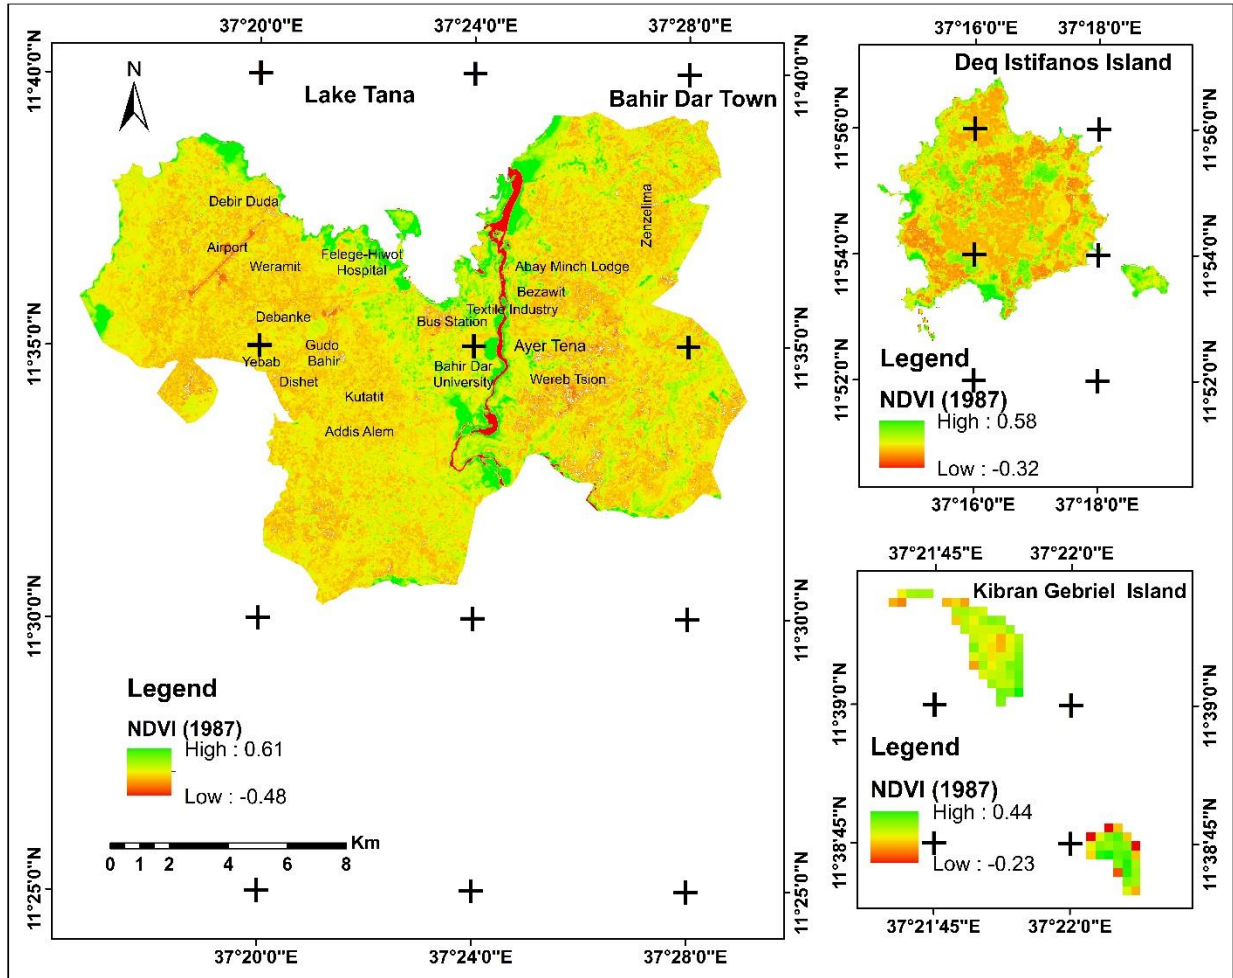 37°20'0"E 37°24'0"E 37°28'0"E
11°40'0"N
11°35'0"N
11°30'0"N
11°25'0"N
N
Lake Tana
Bahir Dar Town
Debir Duda
Airport
Weramit
Felege-Hiwot
Hospital
Zenzelima
Abay Minch Lodge
Bezawit
Textile Industry
Bus Station
Debanke
Gudo
Bahir
Yebab
Dishet
Ayer Tena
Bahir Dar
University
Wereb Tsion
Kutatit
Addis Alem
Legend
NDVI (1987)
High : 0.61
Low : -0.48
Km
0 1 2 4 6 8
11°40'0"N
11°35'0"N
11°30'0"N
11°25'0"N
37°20'0"E 37°24'0"E 37°28'0"E
37°16'0"E 37°18'0"E
Deq Istifanos Island
11°56'0"N
11°54'0"N
11°52'0"N
Legend
NDVI (1987)
High : 0.58
Low : -0.32
11°56'0"N
11°54'0"N
11°52'0"N
37°16'0"E 37°18'0"E
37°21'45"E 37°22'0"E
Kibran Gebriel Island
11°39'0"N
11°38'45"N
Legend
NDVI (1987)
High : 0.44
Low : -0.23
11°39'0"N
11°38'45"N
37°21'45"E 37°22'0"E